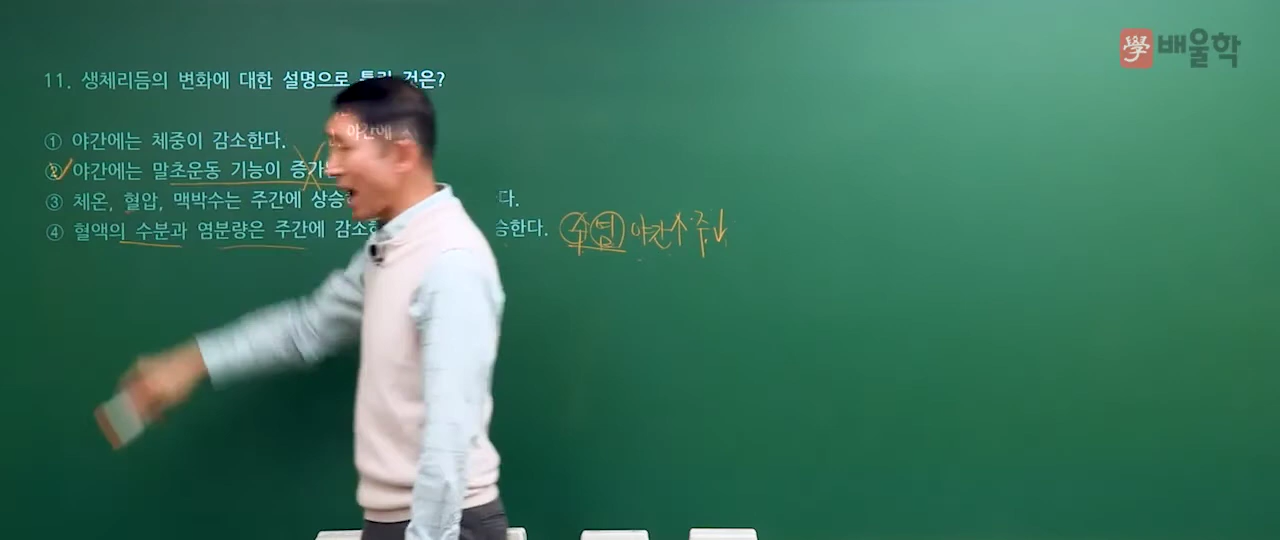 學 배울학
11. 생체리듬의 변화에 대한 설명으로 틀린 것은?
① 야간에는 체중이 감소한다.
② 야간에는 말초운동 기능이 증가
③ 체온, 혈압, 맥박수는 주간에 상승 다.
④ 혈액의 수분과 염분량은 주간에 감소 승한다. 수염 야간↑ 주↓